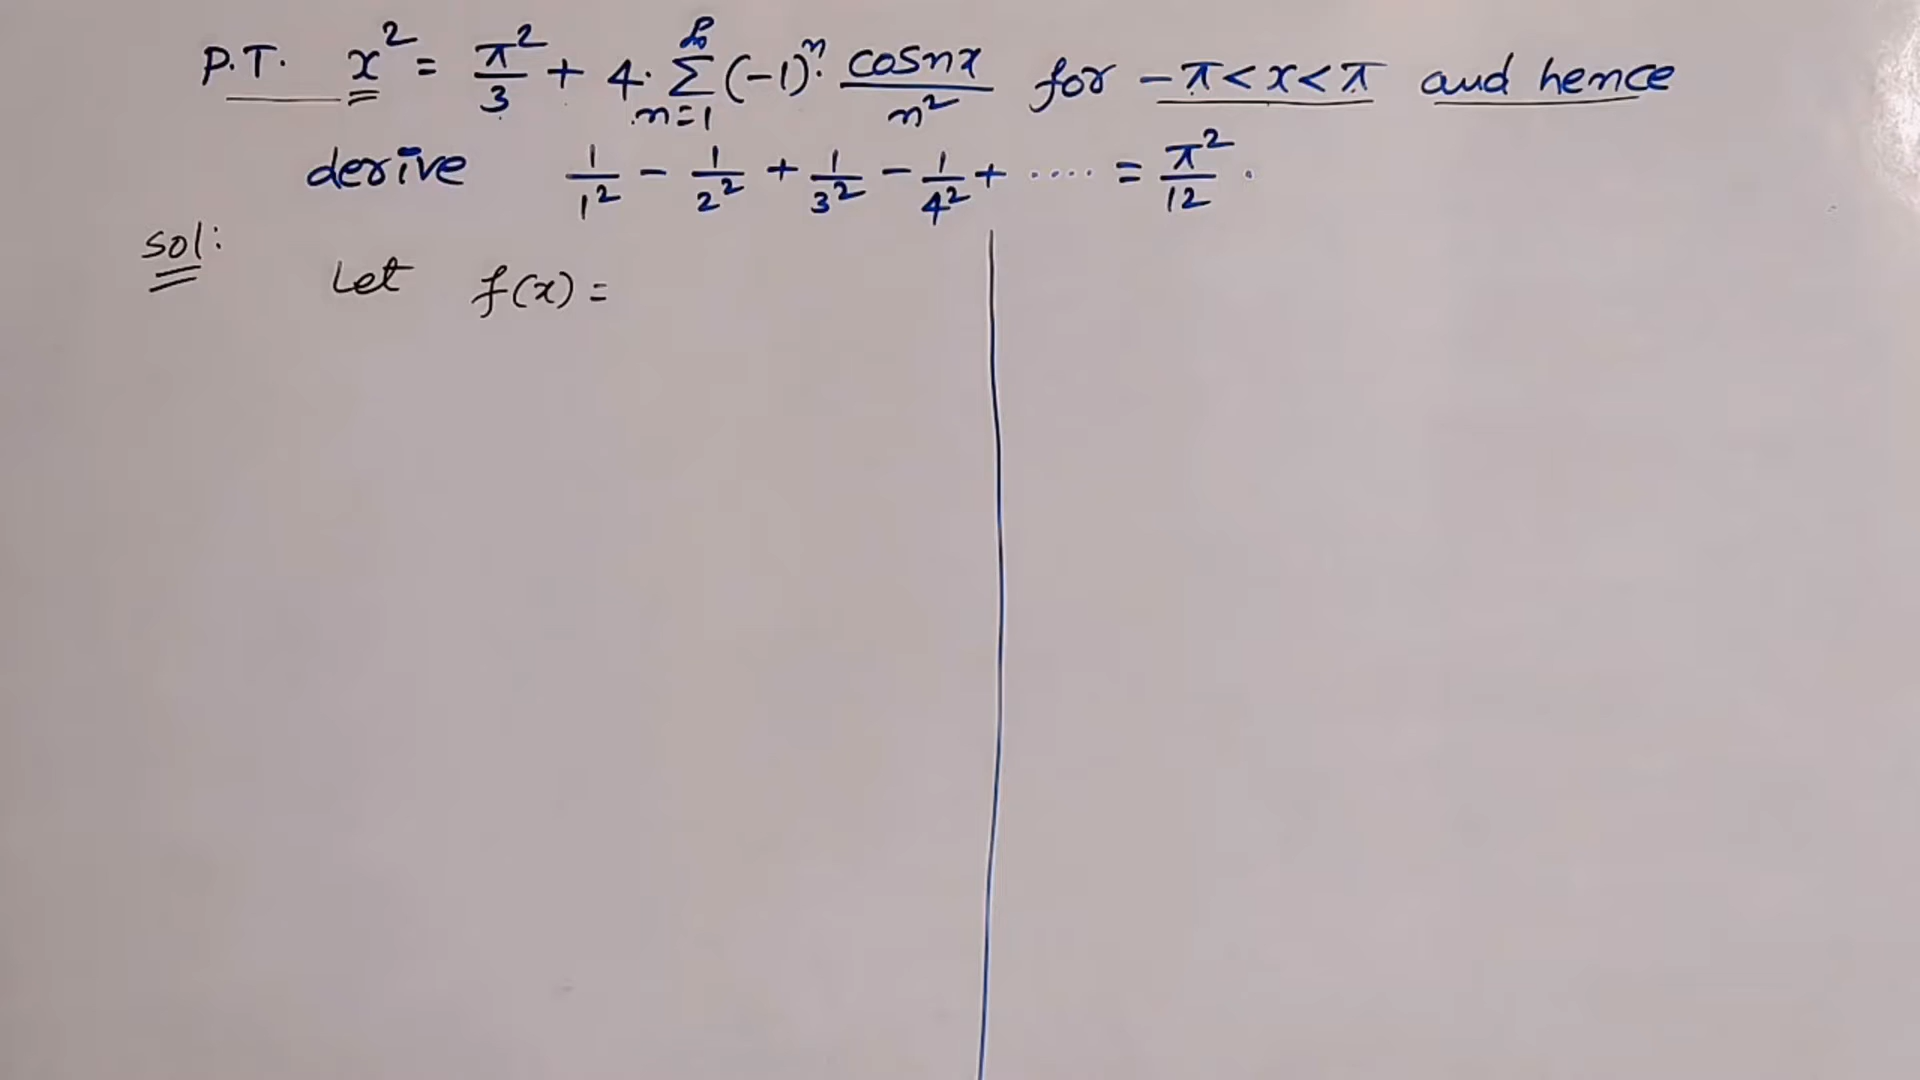 P.T. x² = π²/3 + 4. ∑_{n=1}^{∞} (-1)ⁿ. cosnx/n² for -π<x<π and hence
derive 1/1² - 1/2² + 1/3² - 1/4² + .... = π²/12 .
sol:
Let f(x) =